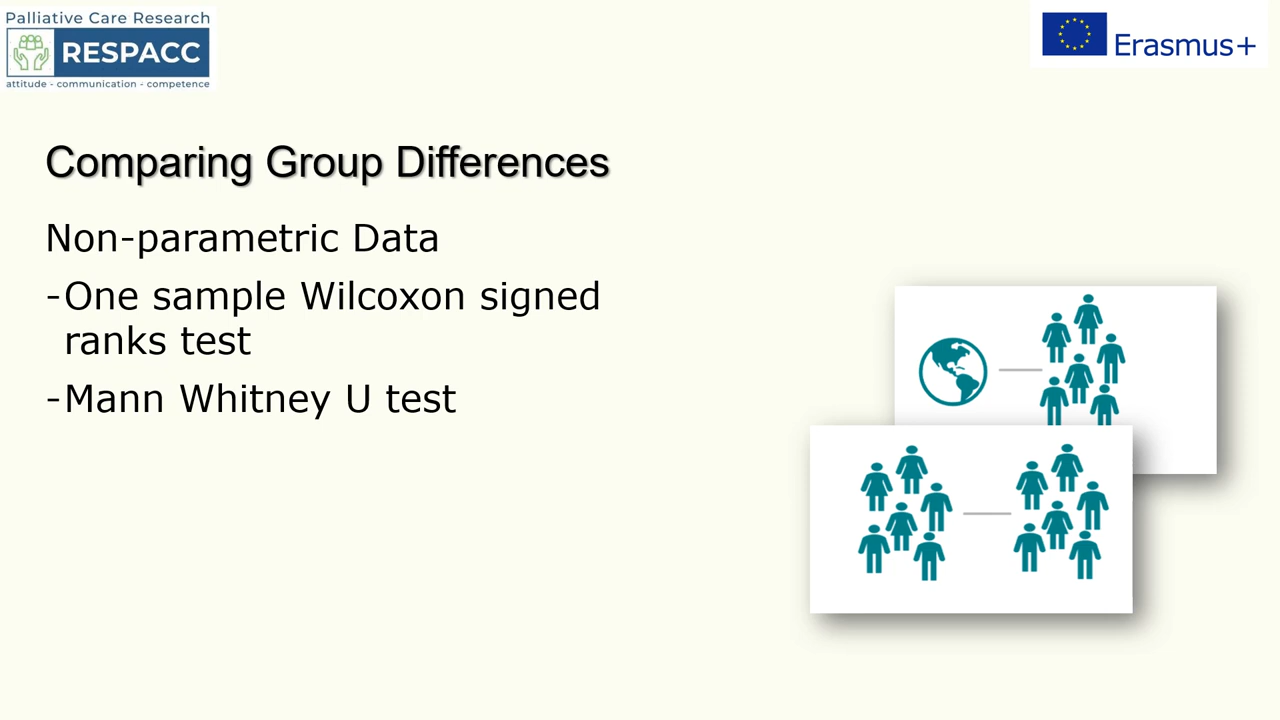 Palliative Care Research
RESPACC
attitude - communication - competence
Erasmus+
Comparing Group Differences
Non-parametric Data
-One sample Wilcoxon signed
ranks test
-Mann Whitney U test